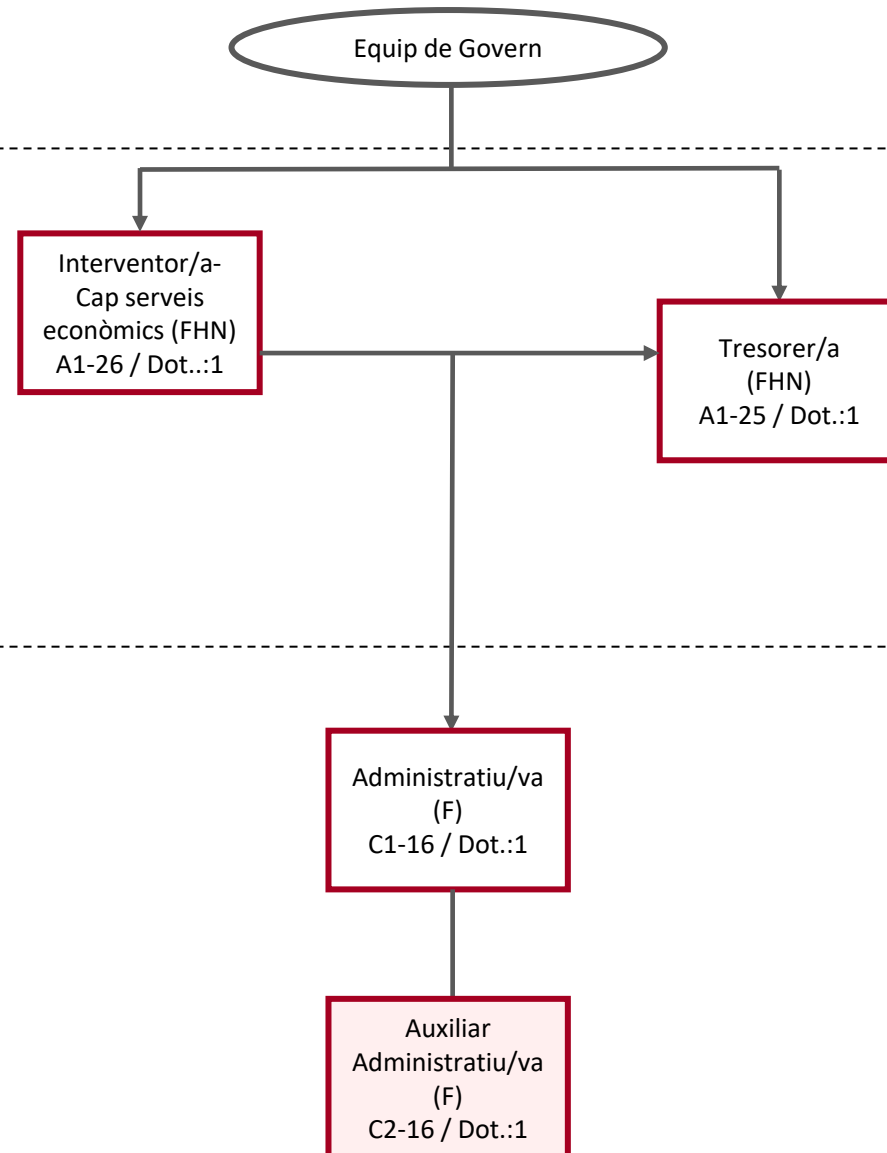 Equip de Govern
Interventor/a-
Cap serveis
econòmics (FHN)
A1-26 / Dot..:1
Tresorer/a
(FHN)
A1-25 / Dot.:1
Administratiu/va
(F)
C1-16 / Dot.:1
Auxiliar
Administratiu/va
(F)
C2-16 / Dot.:1